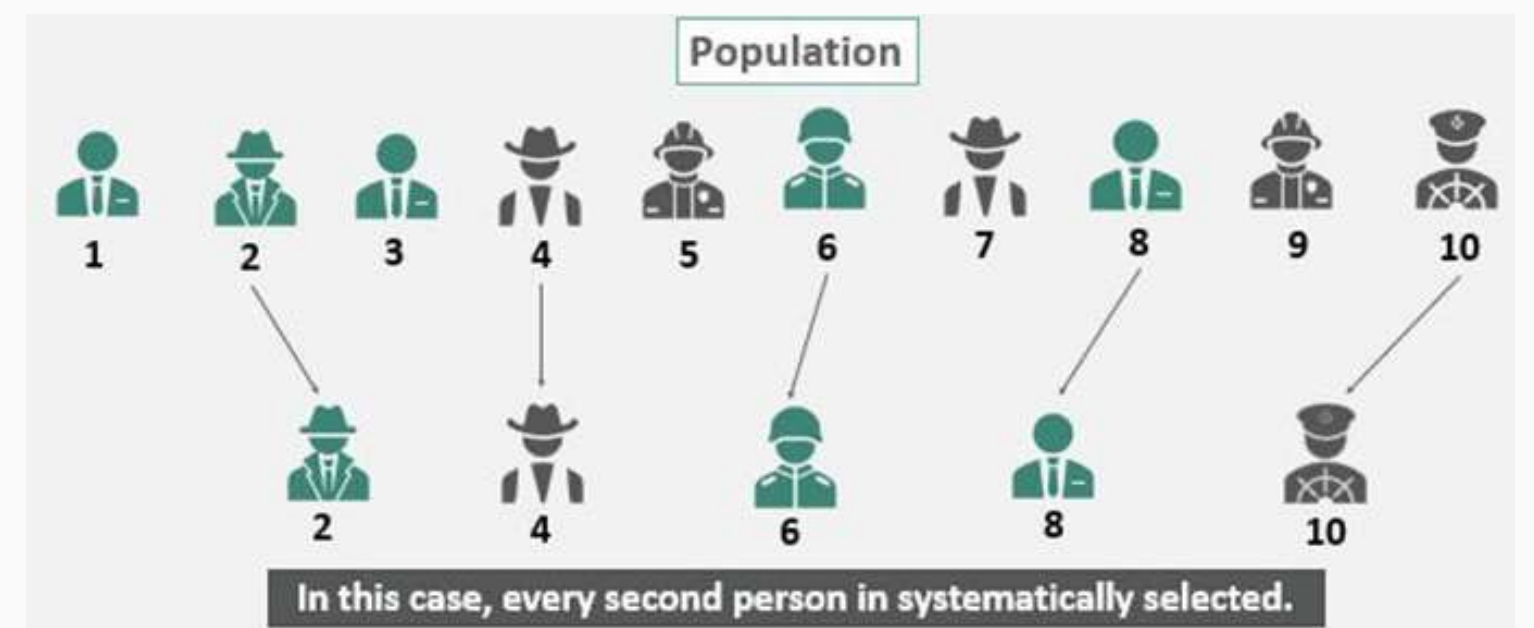 Population
1 2 3 4 5 6 7 8 9 10
2 4 6 8 10
In this case, every second person in systematically selected.